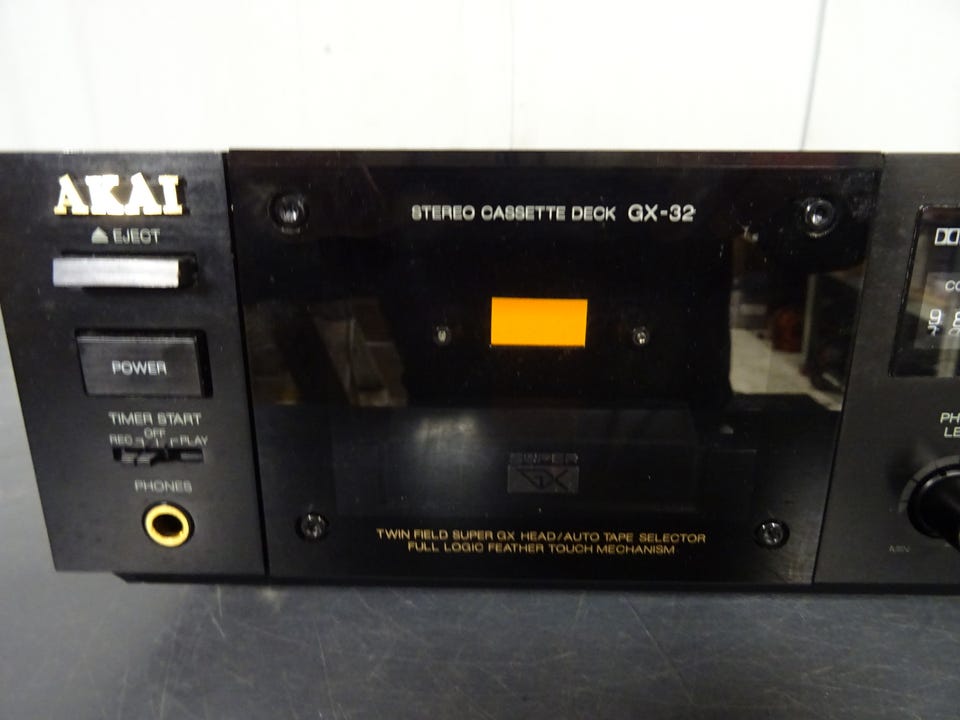 AKAI
EJECT
POWER
TIMER START
OFF
REC PLAY
PHONES
STEREO CASSETTE DECK GX-32
SUPER
GX
TWIN FIELD SUPER GX HEAD/AUTO TAPE SELECTOR
FULL LOGIC FEATHER TOUCH MECHANISM
MIN